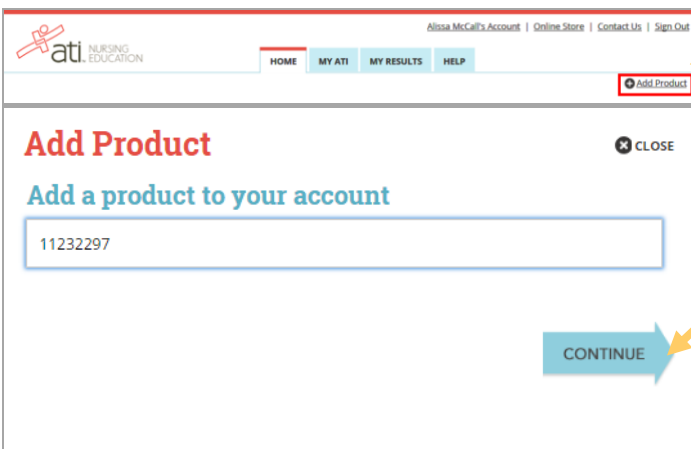 Alissa McCall's Account | Online Store | Contact Us | Sign Out
ati NURSING EDUCATION
HOME MY ATI MY RESULTS HELP
Add Product
Add Product
CLOSE
Add a product to your account
11232297
CONTINUE